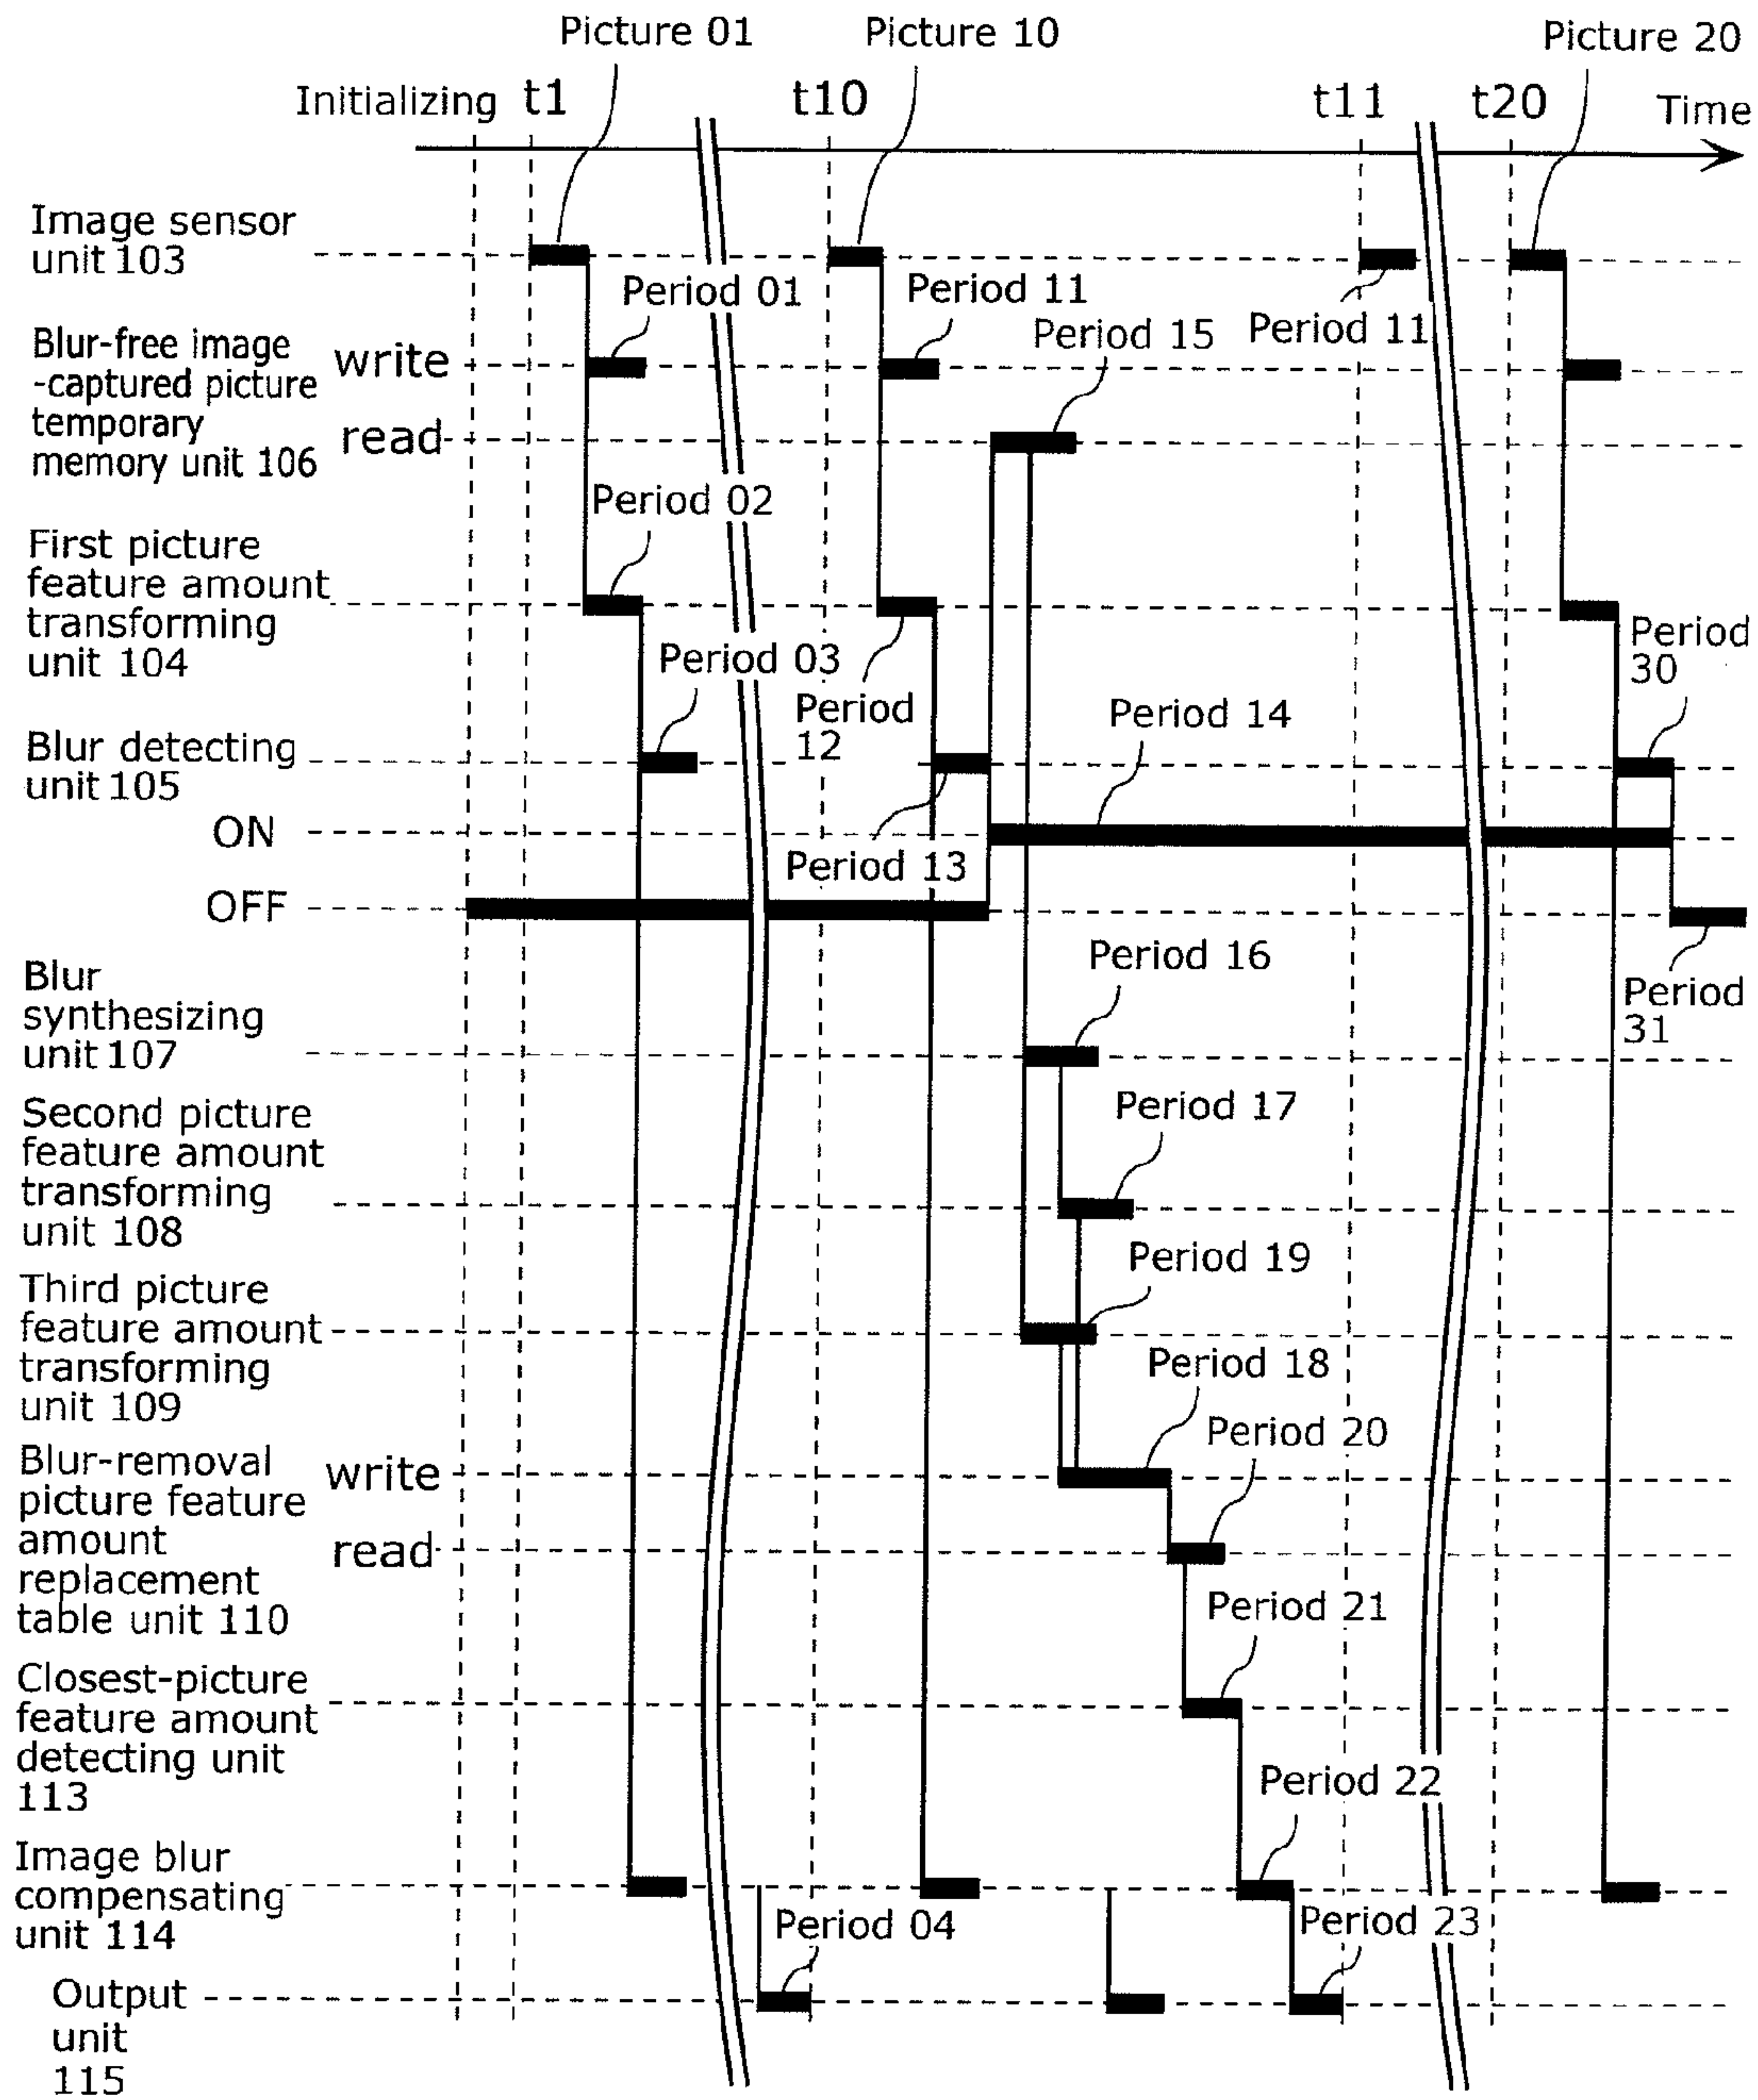 Picture 01
Picture 10
Picture 20
Initializing
t1
t10
t11
t20
Time
Image sensor
unit 103
Period 01
Period 11
Period 15
Period 11
Blur-free image
-captured picture
temporary
memory unit 106
write
read
Period 02
First picture
feature amount
transforming
unit 104
Period 03
Period
12
Period
30
Period 14
Blur detecting
unit 105
ON
Period 13
OFF
Period 16
Period
31
Blur
synthesizing
unit 107
Period 17
Second picture
feature amount
transforming
unit 108
Period 19
Third picture
feature amount
transforming
unit 109
Period 18
Period 20
Blur-removal
picture feature
amount
replacement
table unit 110
write
read
Period 21
Closest-picture
feature amount
detecting unit
113
Period 22
Image blur
compensating
unit 114
Period 04
Period 23
Output
unit
115